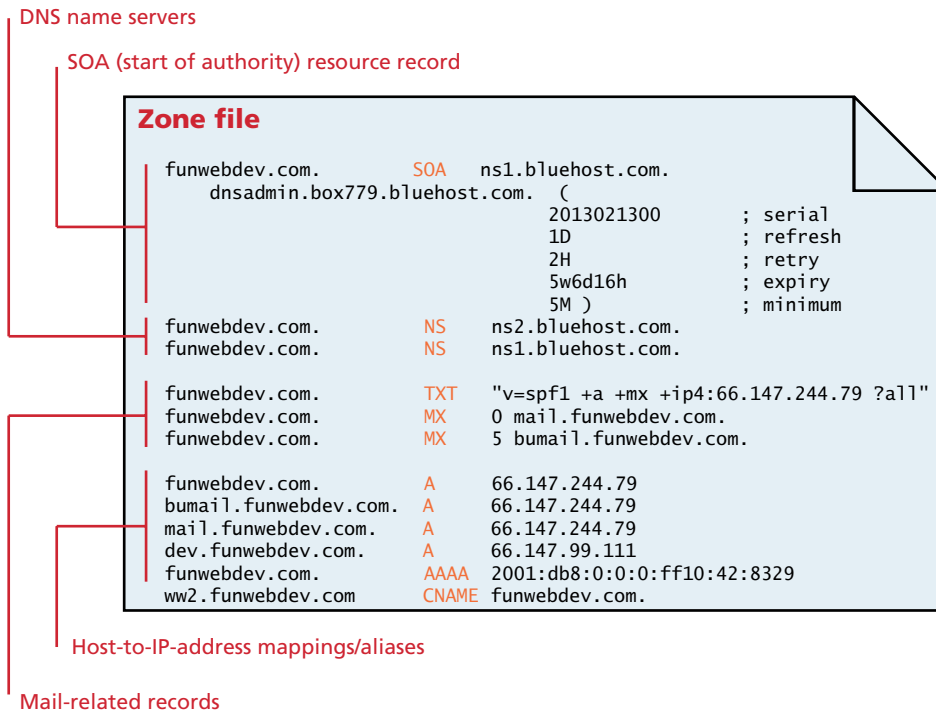 DNS name servers
SOA (start of authority) resource record
Zone file
funwebdev.com. SOA ns1.bluehost.com.
dnsadmin.box779.bluehost.com. (
2013021300 ; serial
1D ; refresh
2H ; retry
5w6d16h ; expiry
5M ) ; minimum
funwebdev.com. NS ns2.bluehost.com.
funwebdev.com. NS ns1.bluehost.com.
funwebdev.com. TXT "v=spf1 +a +mx +ip4:66.147.244.79 ?all"
funwebdev.com. MX 0 mail.funwebdev.com.
funwebdev.com. MX 5 bumail.funwebdev.com.
funwebdev.com. A 66.147.244.79
bumail.funwebdev.com. A 66.147.244.79
mail.funwebdev.com. A 66.147.244.79
dev.funwebdev.com. A 66.147.99.111
funwebdev.com. AAAA 2001:db8:0:0:0:ff10:42:8329
ww2.funwebdev.com CNAME funwebdev.com.
Host-to-IP-address mappings/aliases
Mail-related records